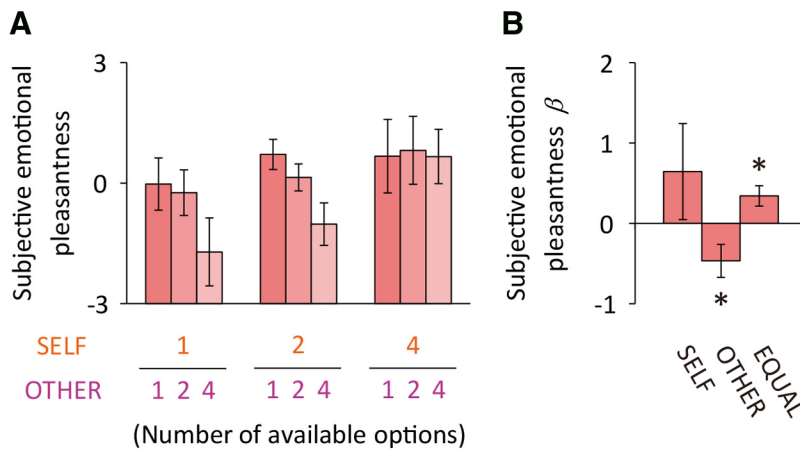 A
Subjective emotional
pleasantness
3
0
-3
SELF 1 2 4
OTHER 1 2 4 1 2 4 1 2 4
(Number of available options)
B
Subjective emotional
pleasantness β
2
1
0
-1
*
*
SELF
OTHER
EQUAL